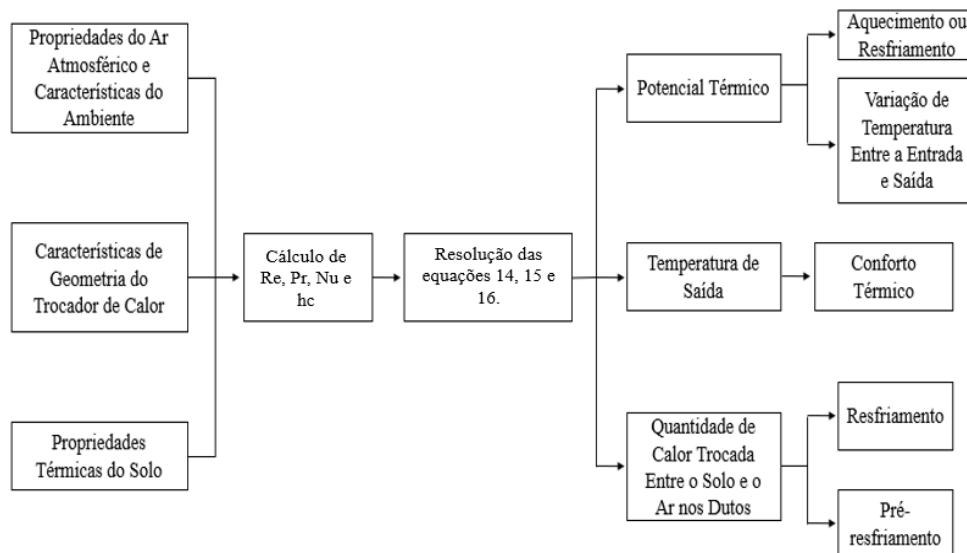 Propriedades do Ar
Atmosférico e
Características do
Ambiente
Características de
Geometria do
Trocador de Calor
Propriedades
Térmicas do Solo
Cálculo de
Re, Pr, Nu e
hc
Resolução das
equações 14, 15 e
16.
Potencial Térmico
Aquecimento ou
Resfriamento
Variação de
Temperatura
Entre a Entrada
e Saída
Temperatura de
Saída
Conforto
Térmico
Quantidade de
Calor Trocada
Entre o Solo e o
Ar nos Dutos
Resfriamento
Pré-
resfriamento